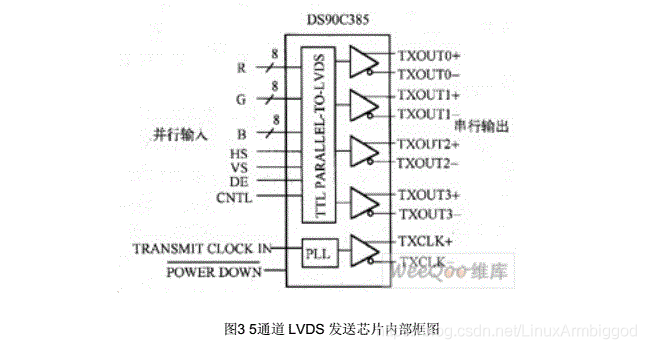 DS90C385
8
R
8
G
8
B
并行输入
HS
VS
DE
CNTL
TRANSMIT CLOCK IN
POWER DOWN
TTL PARALLEL-TO-LVDS
PLL
TXOUT0+
TXOUT0-
TXOUT1+
TXOUT1-
串行输出
TXOUT2+
TXOUT2-
TXOUT3+
TXOUT3-
TXCLK+
TXCLK-
WeeQoo维库
图3 5通道 LVDS 发送芯片内部框图
blog.csdn.net/LinuxArmbiggod